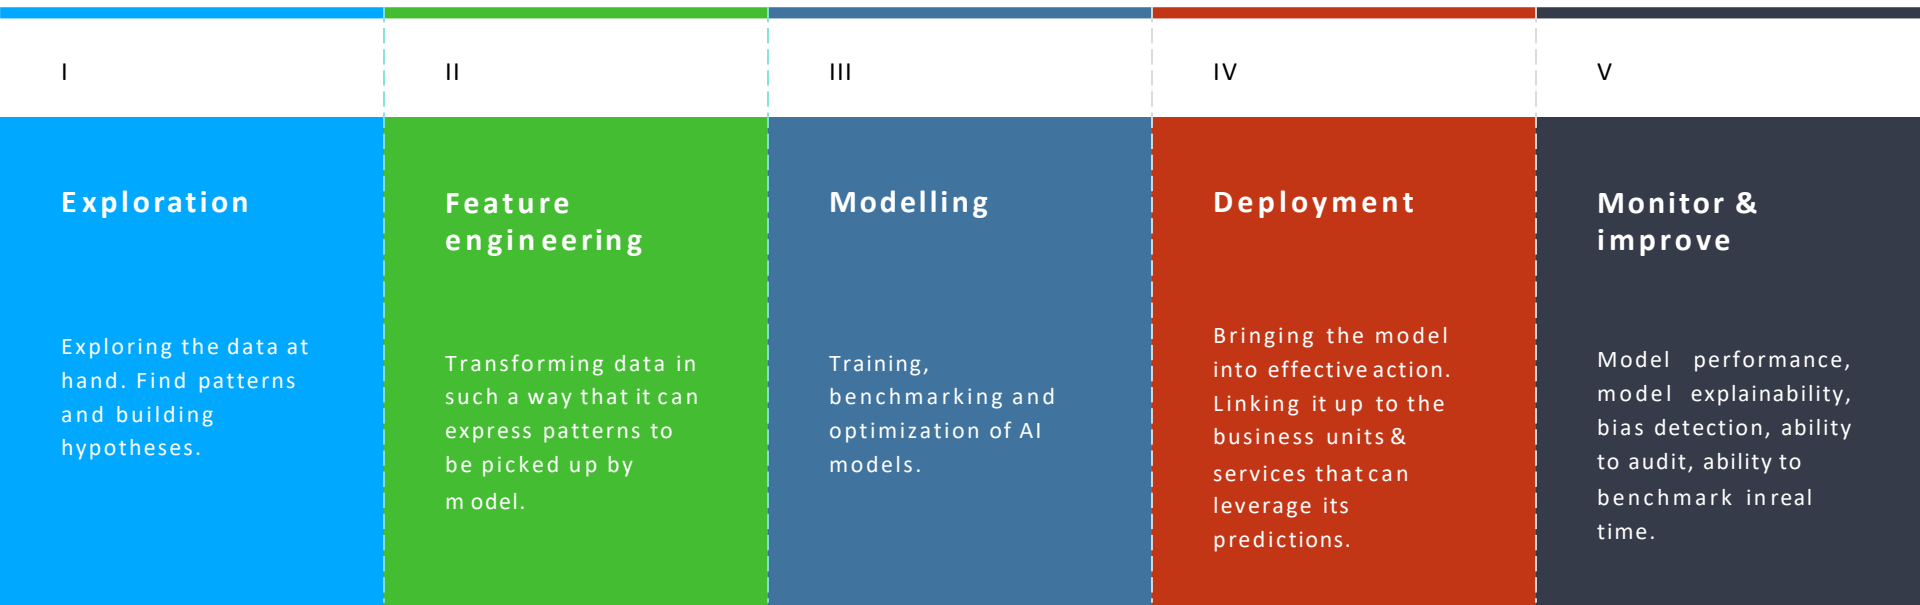 I
II
III
IV
V
Exploration
Feature
engineering
Modelling
Deployment
Monitor &
improve
Exploring the data at
hand. Find patterns
and building
hypotheses.
Transforming data in
such a way that it can
express patterns to
be picked up by
model.
Training,
benchmarking and
optimization of AI
models.
Bringing the model
into effective action.
Linking it up to the
business units &
services that can
leverage its
predictions.
Model performance,
model explainability,
bias detection, ability
to audit, ability to
benchmark in real
time.